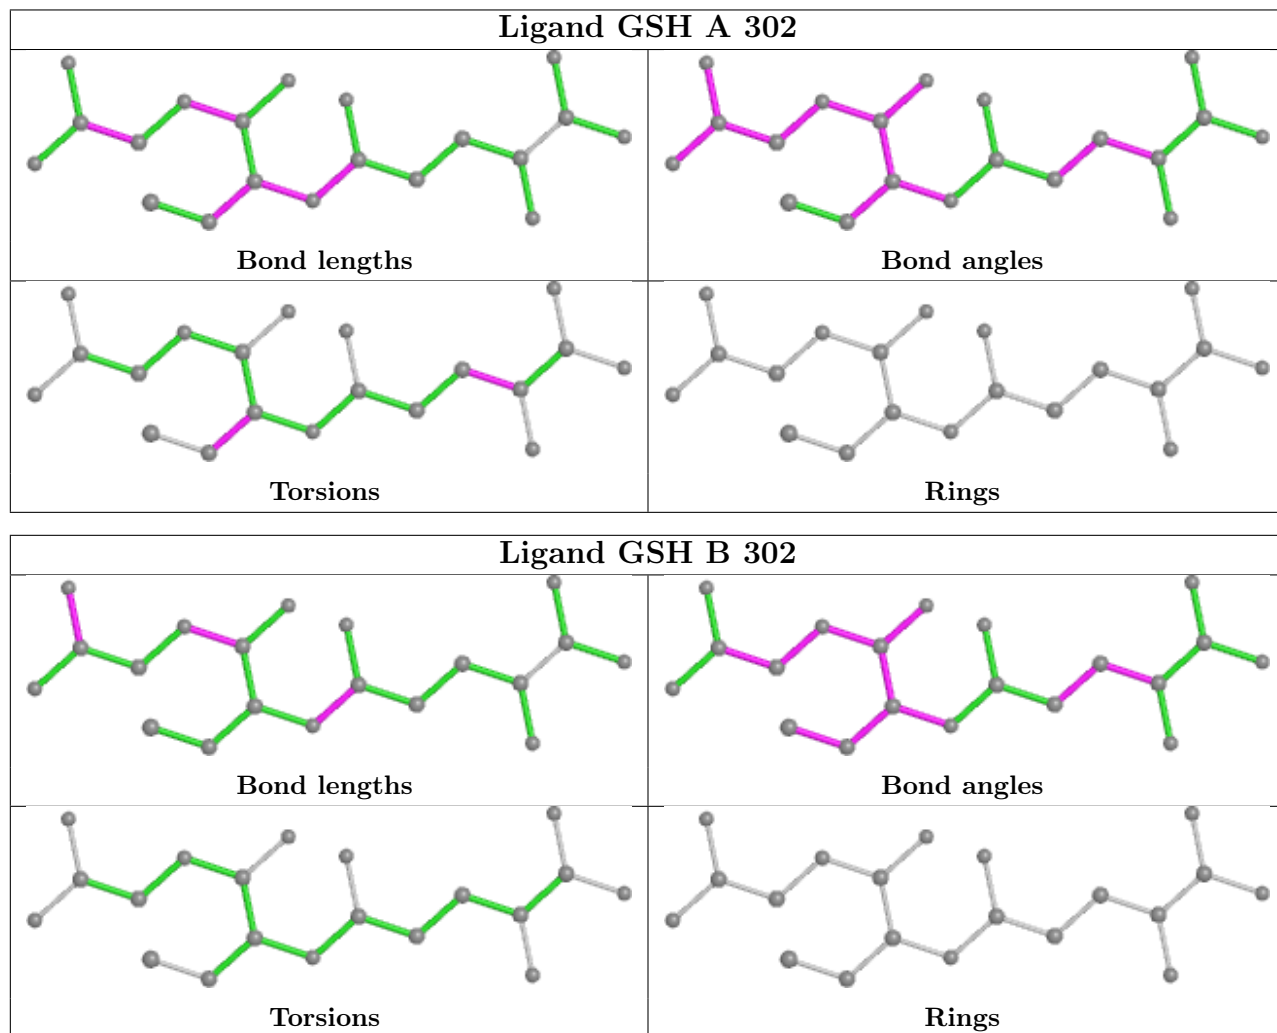 Ligand GSH A 302
Bond lengths
Bond angles
Torsions
Rings
Ligand GSH B 302
Bond lengths
Bond angles
Torsions
Rings